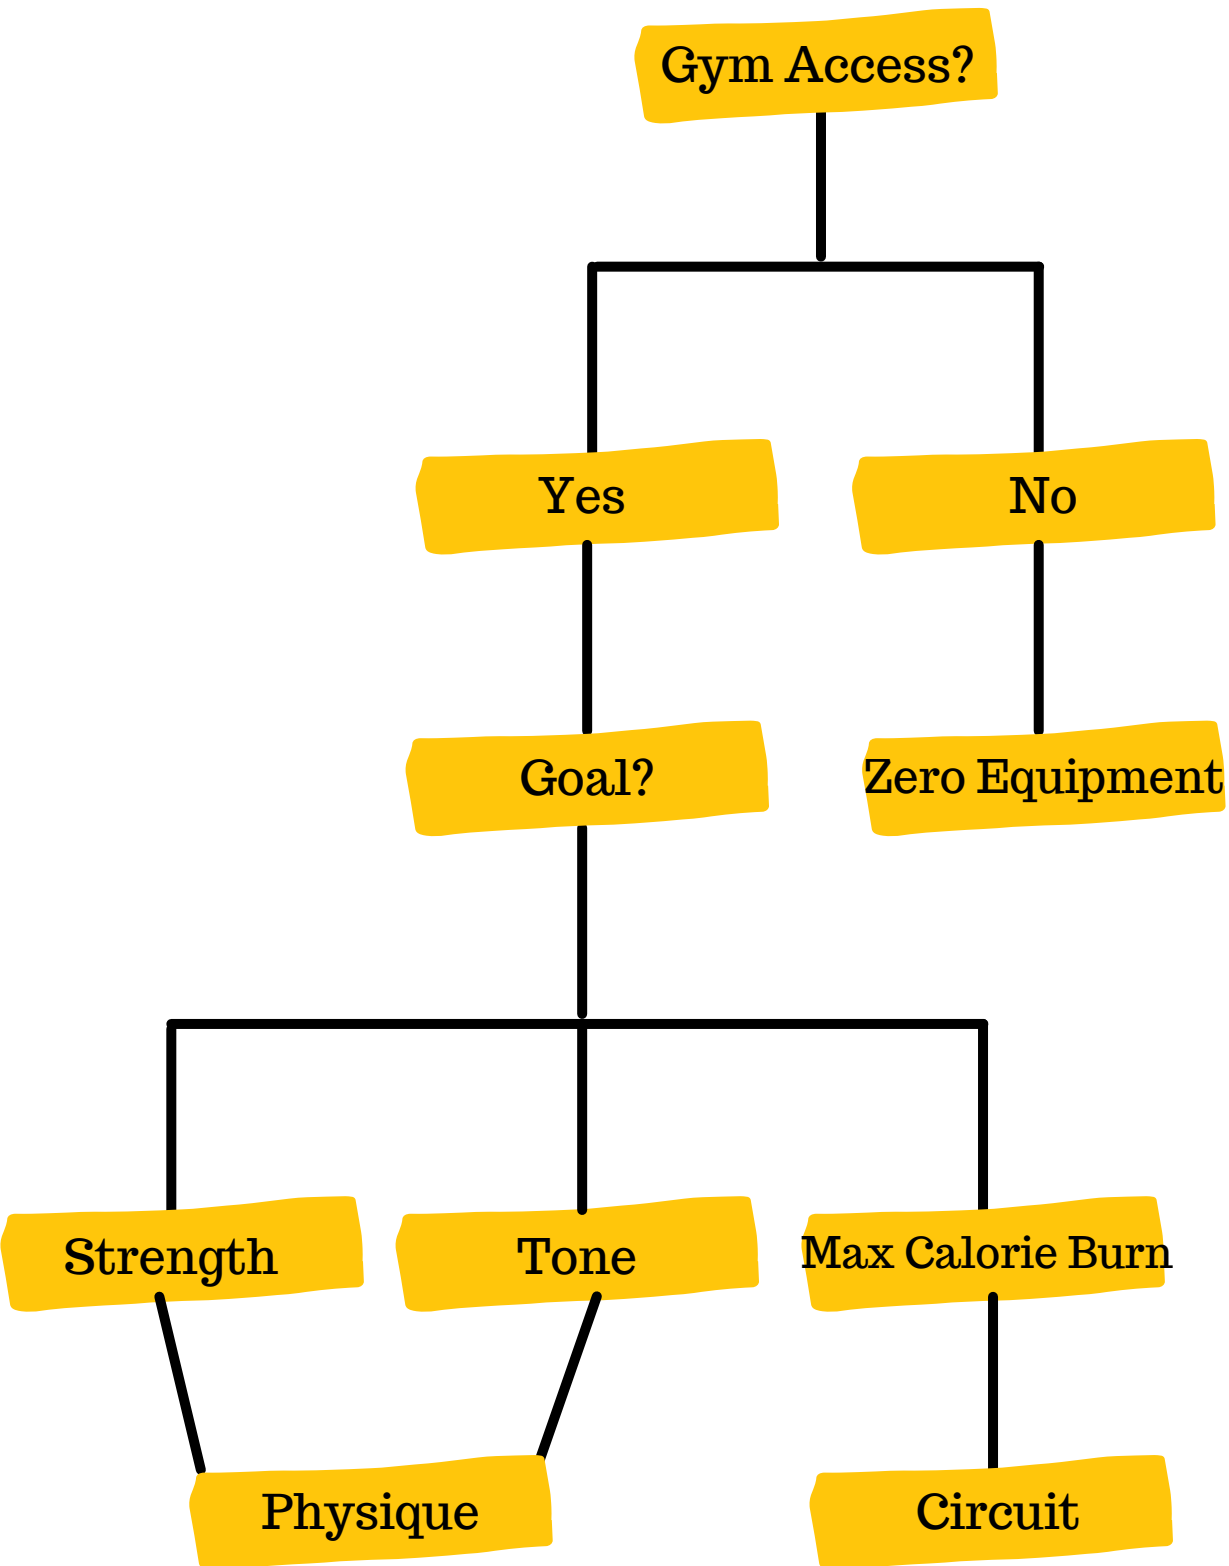 Gym Access?
Yes
No
Goal?
Zero Equipment
Strength
Tone
Max Calorie Burn
Physique
Circuit